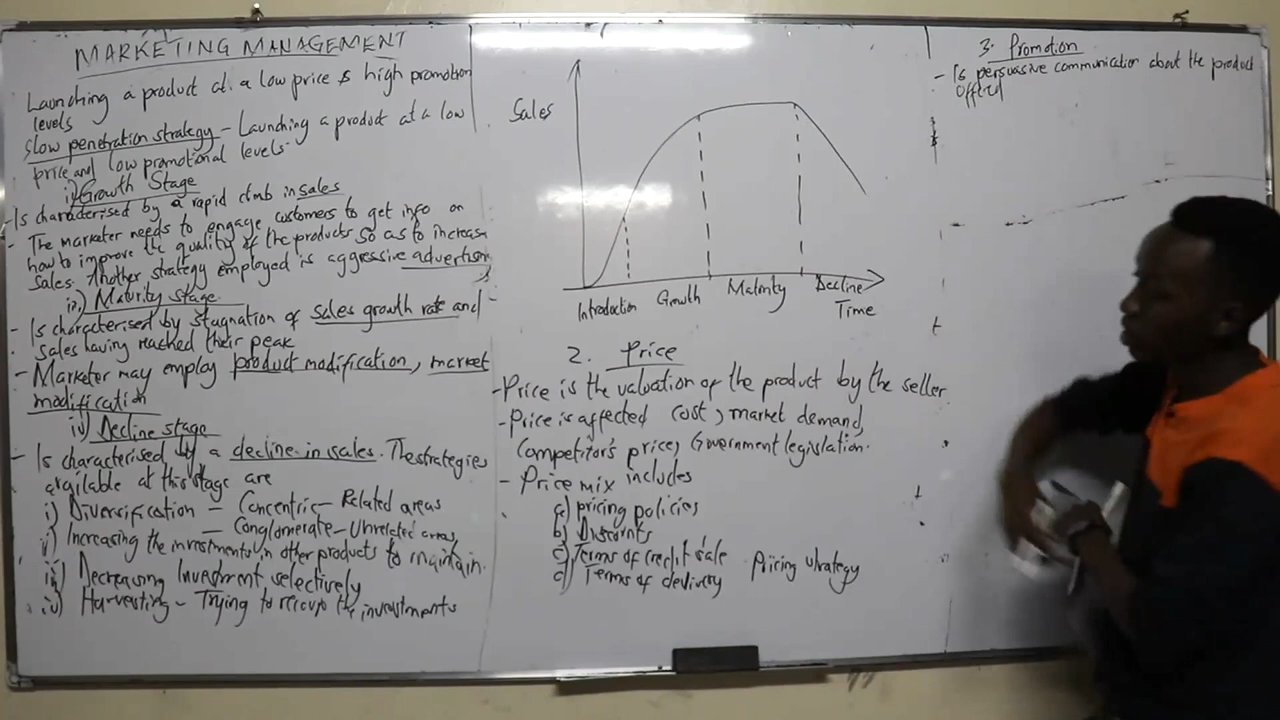 MARKETING MANAGEMENT
Launching a product at a low price & high promotion
levels
Slow penetration strategy - Launching a product at a low
price and low promotional levels
ii) Growth Stage
- Is characterised by a rapid climb in sales
- The marketer needs to engage customers to get info on
how to improve the quality of the products so as to increase
sales. Another strategy employed is aggressive
iii) Maturity stage
- Is characterised by stagnation of sales growth rate and
sales having reached their peak
- Marketer may employ product modification, market
modification
iv) Decline stage
- Is characterised by a decline in sales. The strategies
available at this stage are
i) Diversification - Concentric - Related areas
- Conglomerate - Unrelated areas
Increasing the investments in other products to maintain.
iii) Decreasing Investment selectively
iv) Harvesting - Trying to recoup the investments
Sales
Introduction Growth Maturity Decline
Time
2. Price
- Price is the valuation of the product by the seller
- Price is affected cost, market demand,
Competitor's price, Government legislation.
- Price mix includes
a) pricing policies
b) Discounts
c) Terms of credit sale
d) Terms of delivery
Pricing strategy
3. Promotion
- Is persuasive communication about the product